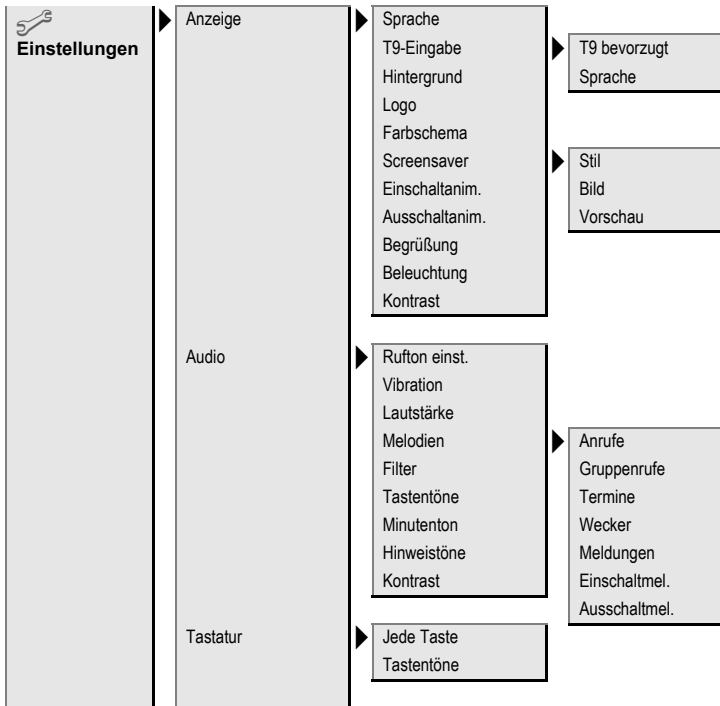 Einstellungen
Anzeige
Sprache
T9-Eingabe
Hintergrund
Logo
Farbschema
Screensaver
Einschaltanim.
Ausschaltanim.
Begrüßung
Beleuchtung
Kontrast
T9 bevorzugt
Sprache
Stil
Bild
Vorschau
Audio
Rufton einst.
Vibration
Lautstärke
Melodien
Filter
Tastentöne
Minutenton
Hinweistöne
Kontrast
Anrufe
Gruppenrufe
Termine
Wecker
Meldungen
Einschaltmel.
Ausschaltmel.
Tastatur
Jede Taste
Tastentöne